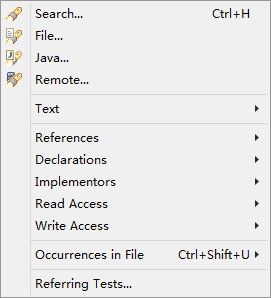 Search... Ctrl+H
File...
Java...
Remote...
Text
References
Declarations
Implementors
Read Access
Write Access
Occurrences in File Ctrl+Shift+U
Referring Tests...